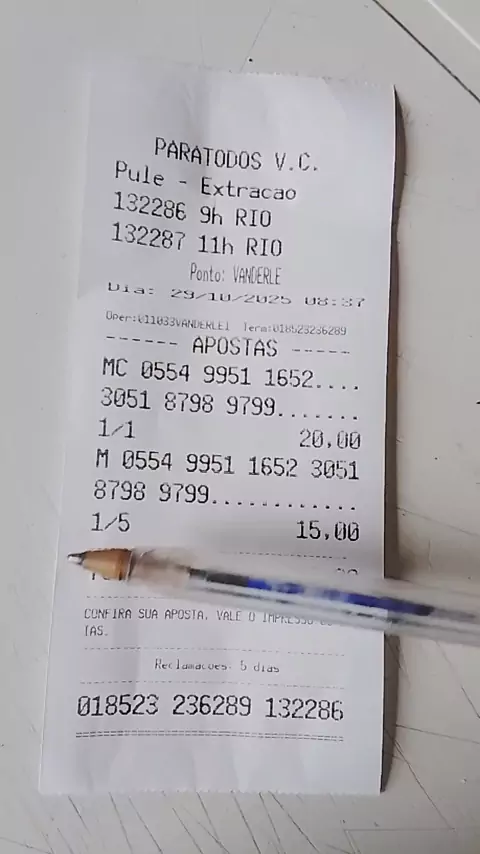 PARATODOS V.C.
Pule - Extracao
132286 9h RIO
132287 11h RIO
Ponto: VANDERLE
Dia: 29/10/2025 08:37
Oper:011033VANDERLEI Term:018523236289
------ APOSTAS -----
MC 0554 9951 1652....
3051 8798 9799.......
1/1 20,00
M 0554 9951 1652 3051
8798 9799............
1/5 15,00
CONFIRA SUA APOSTA. VALE O IMPRESSO
IAS.
Reclamacoes- 5 dias
018523 236289 132286